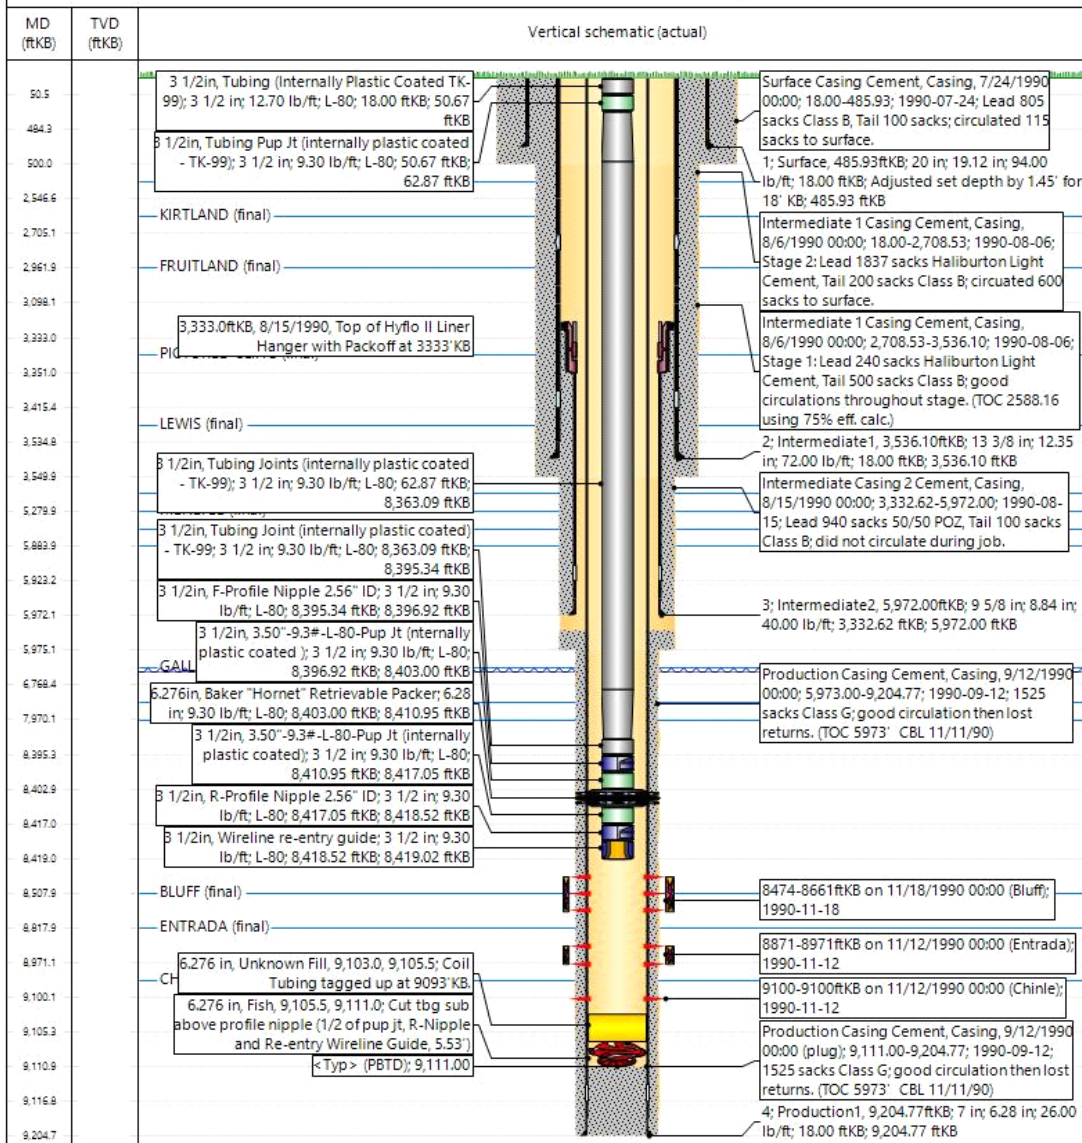 MD
(ftKB)
TVD
(ftKB)
Vertical schematic (actual)
50.5
484.3
500.0
2,546.6
2,705.1
2,961.9
3,098.1
3,333.0
3,351.0
3,415.4
3,534.8
3,549.9
5,279.8
5,883.9
5,923.2
5,972.1
5,975.1
6,768.4
7,970.1
8,395.3
8,402.9
8,417.0
8,419.0
8,507.9
8,817.9
8,971.1
9,100.1
9,105.3
9,110.9
9,116.8
9,204.7
3 1/2in, Tubing (Internally Plastic Coated TK-
99); 3 1/2 in; 12.70 lb/ft; L-80; 18.00 ftKB; 50.67
ftKB
3 1/2in, Tubing Pup Jt (internally plastic coated
- TK-99); 3 1/2 in; 9.30 lb/ft; L-80; 50.67 ftKB;
62.87 ftKB
KIRTLAND (final)
FRUITLAND (final)
3,333.0ftKB, 8/15/1990, Top of Hyflo II Liner
Hanger with Packoff at 3333'KB
LEWIS (final)
3 1/2in, Tubing Joints (internally plastic coated
- TK-99); 3 1/2 in; 9.30 lb/ft; L-80; 62.87 ftKB;
8,363.09 ftKB
3 1/2in, Tubing Joint (internally plastic coated)
- TK-99; 3 1/2 in; 9.30 lb/ft; L-80; 8,363.09 ftKB;
8,395.34 ftKB
3 1/2in, F-Profile Nipple 2.56" ID; 3 1/2 in; 9.30
lb/ft; L-80; 8,395.34 ftKB; 8,396.92 ftKB
3 1/2in, 3.50"-9.3#-L-80-Pup Jt (nternally
plastic coated ); 3 1/2 in; 9.30 lb/ft; L-80;
8,396.92 ftKB; 8,403.00 ftKB
GALL
6.276in, Baker "Hornet" Retrievable Packer; 6.28
in; 9.30 lb/ft; L-80; 8,403.00 ftKB; 8,410.95 ftKB
3 1/2in, 3.50"-9.3#-L-80-Pup Jt (internally
plastic coated); 3 1/2 in; 9.30 lb/ft; L-80;
8,410.95 ftKB; 8,417.05 ftKB
3 1/2in, R-Profile Nipple 2.56" ID; 3 1/2 in; 9.30
lb/ft; L-80; 8,417.05 ftKB; 8,418.52 ftKB
3 1/2in, Wireline re-entry guide; 3 1/2 in; 9.30
lb/ft; L-80; 8,418.52 ftKB; 8,419.02 ftKB
BLUFF (final)
ENTRADA (final)
CH
6.276 in, Unknown Fill, 9,103.0, 9,105.5; Coil
Tubing tagged up at 9093'KB.
6.276 in, Fish, 9,105.5, 9,111.0; Cut tbg sub
above profile nipple (1/2 of pup jt, R-Nipple
and Re-entry Wireline Guide, 5.53')
<Typ> (PBTD); 9,111.00
Surface Casing Cement, Casing, 7/24/1990
00:00; 18.00-485.93; 1990-07-24; Lead 805
sacks Class B, Tail 100 sacks; circulated 115
sacks to surface.
1; Surface, 485.93ftKB; 20 in; 19.12 in; 94.00
lb/ft; 18.00 ftKB; Adjusted set depth by 1.45' for
18' KB; 485.93 ftKB
Intermediate 1 Casing Cement, Casing,
8/6/1990 00:00; 18.00-2,708.53; 1990-08-06;
Stage 2: Lead 1837 sacks Haliburton Light
Cement, Tail 200 sacks Class B; circuated 600
sacks to surface.
Intermediate 1 Casing Cement, Casing,
8/6/1990 00:00; 2,708.53-3,536.10; 1990-08-06;
Stage 1: Lead 240 sacks Haliburton Light
Cement, Tail 500 sacks Class B; good
circulations throughout stage. (TOC 2588.16
using 75% eff. calc.)
2; Intermediate1, 3,536.10ftKB; 13 3/8 in; 12.35
in; 72.00 lb/ft; 18.00 ftKB; 3,536.10 ftKB
Intermediate Casing 2 Cement, Casing,
8/15/1990 00:00; 3,332.62-5,972.00; 1990-08-
15; Lead 940 sacks 50/50 POZ, Tail 100 sacks
Class B; did not circulate during job.
3; Intermediate2, 5,972.00ftKB; 9 5/8 in; 8.84 in;
40.00 lb/ft; 3,332.62 ftKB; 5,972.00 ftKB
Production Casing Cement, Casing, 9/12/1990
00:00; 5,973.00-9,204.77; 1990-09-12; 1525
sacks Class G; good circulation then lost
returns. (TOC 5973' CBL 11/11/90)
8474-8661ftKB on 11/18/1990 00:00 (Bluff);
1990-11-18
8871-8971ftKB on 11/12/1990 00:00 (Entrada);
1990-11-12
9100-9100ftKB on 11/12/1990 00:00 (Chinle);
1990-11-12
Production Casing Cement, Casing, 9/12/1990
00:00 (plug); 9,111.00-9,204.77; 1990-09-12;
1525 sacks Class G; good circulation then lost
returns. (TOC 5973' CBL 11/11/90)
4; Production1, 9,204.77ftKB; 7 in; 6.28 in; 26.00
lb/ft; 18.00 ftKB; 9,204.77 ftKB